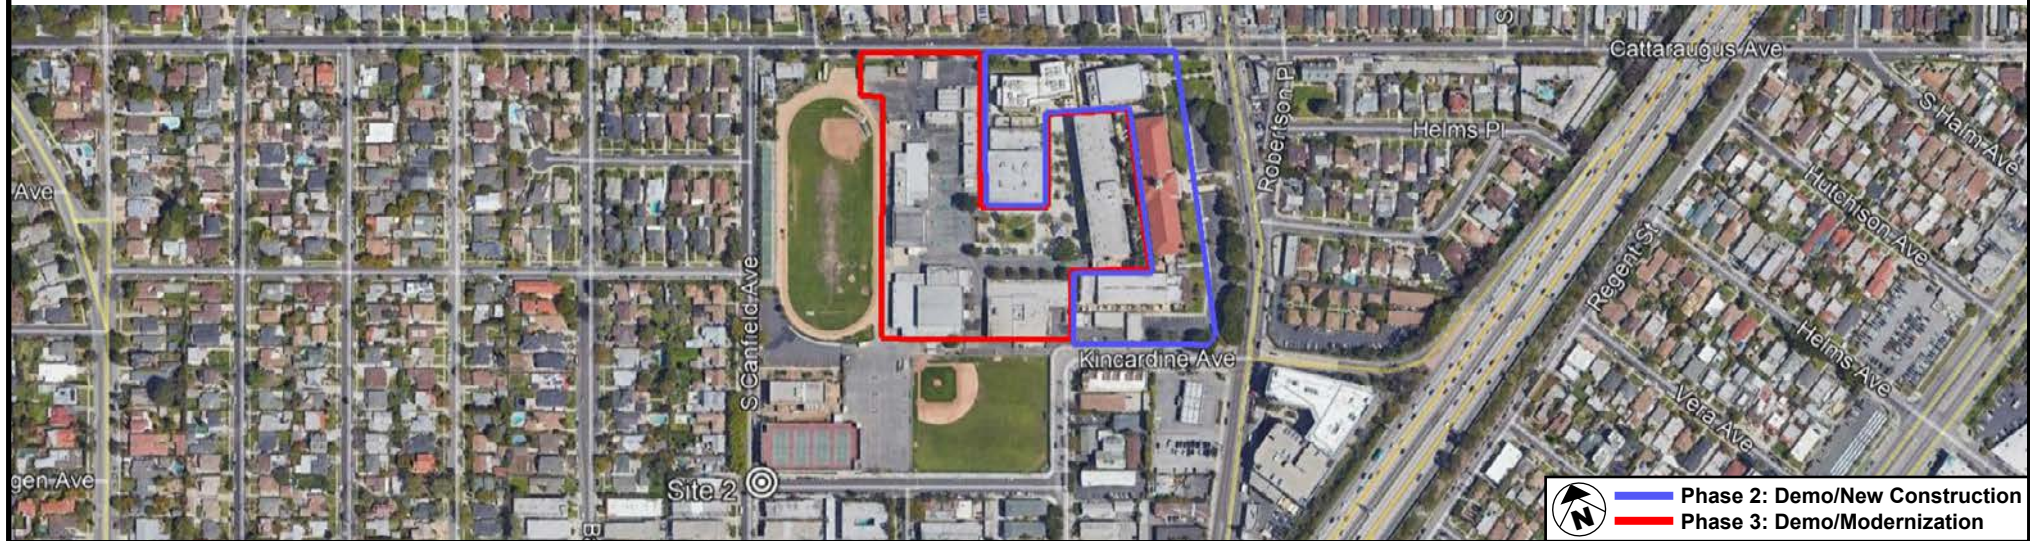 S
Cattaraugus Ave
Robertson Pl
Helms Pl
S Halm Ave
Ave
Hutchison Ave
Regent St
S Canfield Ave
Kincardine Ave
Helms Ave
Vera Ave
gen Ave
Site 2
B
N
Phase 2: Demo/New Construction
Phase 3: Demo/Modernization